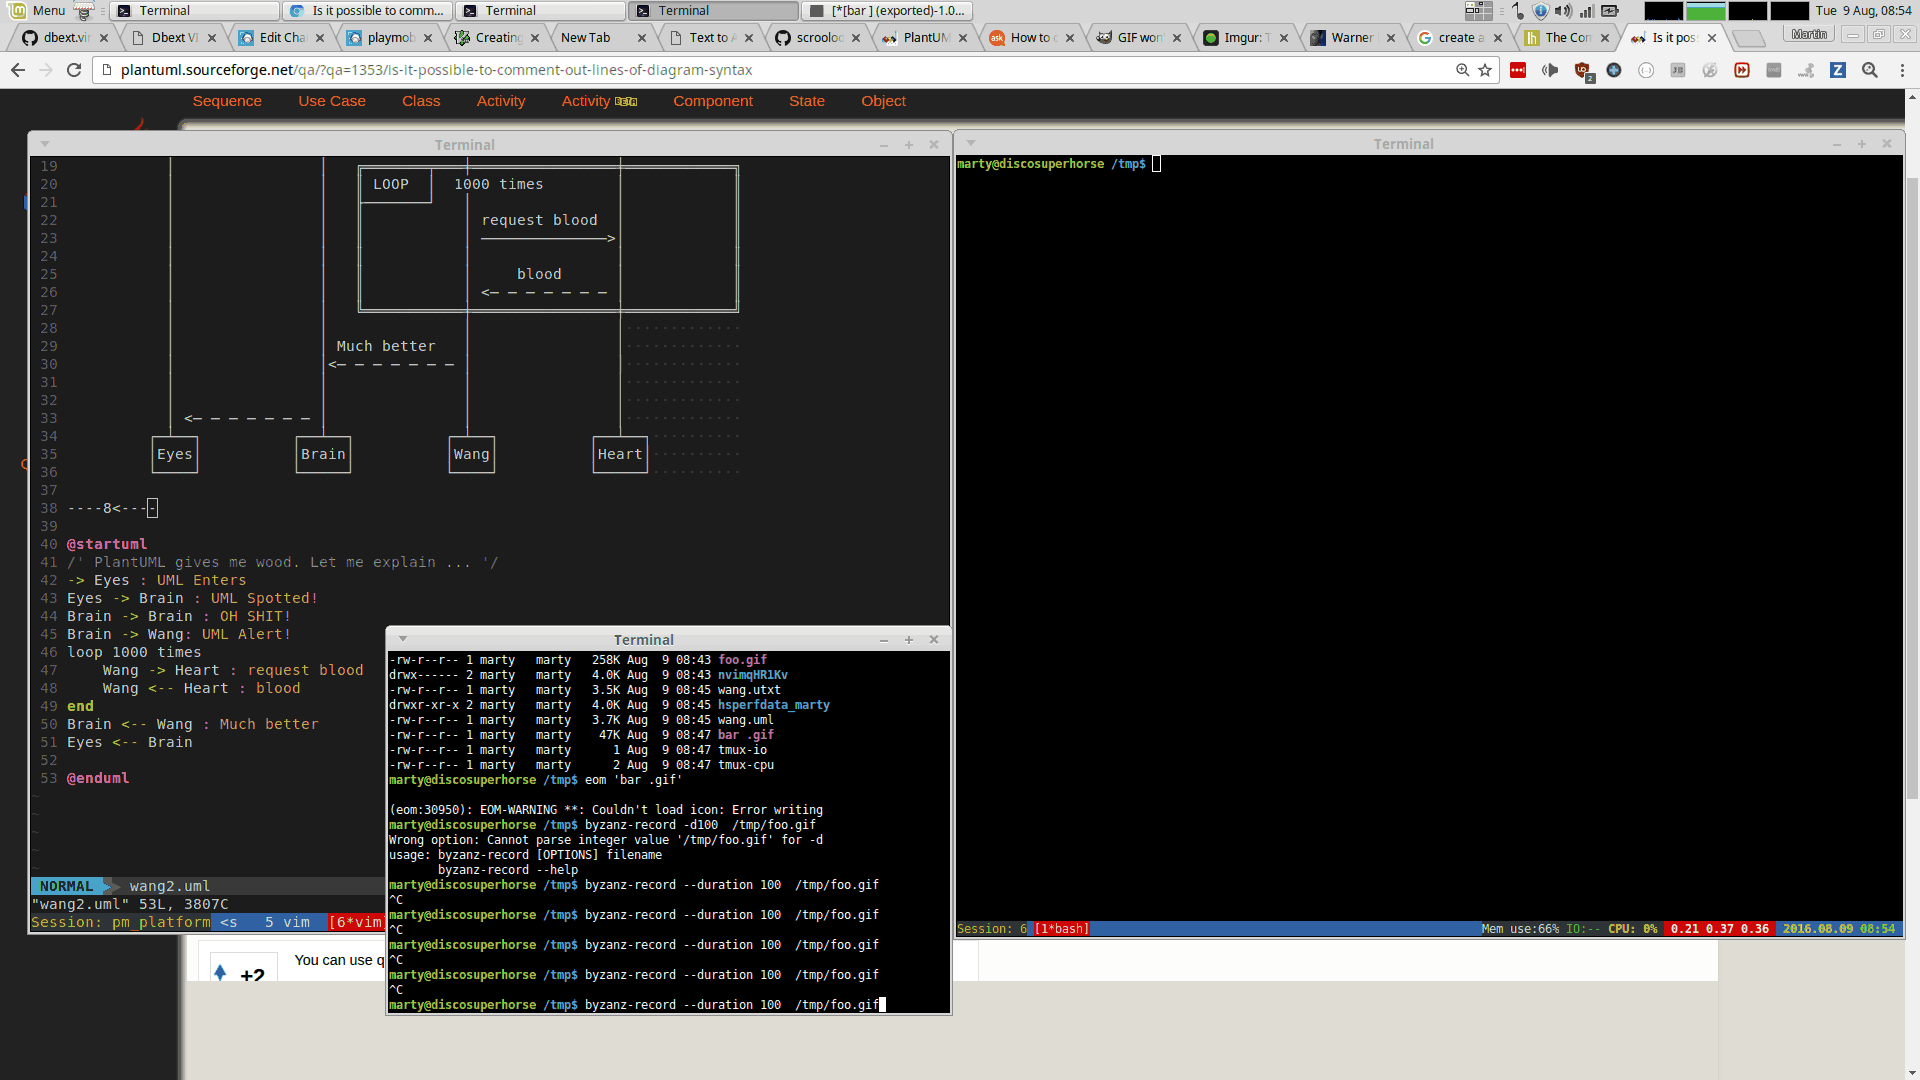 Menu Terminal Is it possible to comm... Terminal Terminal [*[bar ] (exported)-1.0... Tue 9 Aug, 08:54
dbext.vir Dbext VI Edit Cha playmob Creating New Tab Text to A scroolod PlantUM How to c GIF won Imgur: T Warner create a The Con Is it pos Martin
plantuml.sourceforge.net/qa/?qa=1353/is-it-possible-to-comment-out-lines-of-diagram-syntax
Sequence Use Case Class Activity Activity BETA Component State Object
Terminal
19
20 LOOP 1000 times
21
22 request blood
23 >
24
25 blood
26 <- - - - - - -
27
28
29 Much better
30 <- - - - - - -
31
32
33 <- - - - - - -
34
35 Eyes Brain Wang Heart
36
37
38 ----8<----
39
40 @startuml
41 /' PlantUML gives me wood. Let me explain ... '/
42 -> Eyes : UML Enters
43 Eyes -> Brain : UML Spotted!
44 Brain -> Brain : OH SHIT!
45 Brain -> Wang: UML Alert!
46 loop 1000 times
47     Wang -> Heart : request blood
48     Wang <-- Heart : blood
49 end
50 Brain <-- Wang : Much better
51 Eyes <-- Brain
52
53 @enduml
~
~
~
~
~
NORMAL wang2.uml
"wang2.uml" 53L, 3807C
Session: pm_platform <s 5 vim [6*vim]
Terminal
-rw-r--r-- 1 marty   marty   258K Aug  9 08:43 foo.gif
drwx------ 2 marty   marty   4.0K Aug  9 08:43 nvimqHR1Kv
-rw-r--r-- 1 marty   marty   3.5K Aug  9 08:45 wang.utxt
drwxr-xr-x 2 marty   marty   4.0K Aug  9 08:45 hsperfdata_marty
-rw-r--r-- 1 marty   marty   3.7K Aug  9 08:45 wang.uml
-rw-r--r-- 1 marty   marty    47K Aug  9 08:47 bar .gif
-rw-r--r-- 1 marty   marty      1 Aug  9 08:47 tmux-io
-rw-r--r-- 1 marty   marty      2 Aug  9 08:47 tmux-cpu
marty@discosuperhorse /tmp$ eom 'bar .gif'
(eom:30950): EOM-WARNING **: Couldn't load icon: Error writing
marty@discosuperhorse /tmp$ byzanz-record -d100  /tmp/foo.gif
Wrong option: Cannot parse integer value '/tmp/foo.gif' for -d
usage: byzanz-record [OPTIONS] filename
       byzanz-record --help
marty@discosuperhorse /tmp$ byzanz-record --duration 100  /tmp/foo.gif
^C
marty@discosuperhorse /tmp$ byzanz-record --duration 100  /tmp/foo.gif
^C
marty@discosuperhorse /tmp$ byzanz-record --duration 100  /tmp/foo.gif
^C
marty@discosuperhorse /tmp$ byzanz-record --duration 100  /tmp/foo.gif
^C
marty@discosuperhorse /tmp$ byzanz-record --duration 100  /tmp/foo.gif
Terminal
marty@discosuperhorse /tmp$
Session: 6 [1*bash] Mem use:66% IO:-- CPU: 0% 0.21 0.37 0.36 2016.08.09 08:54
+2 You can use q